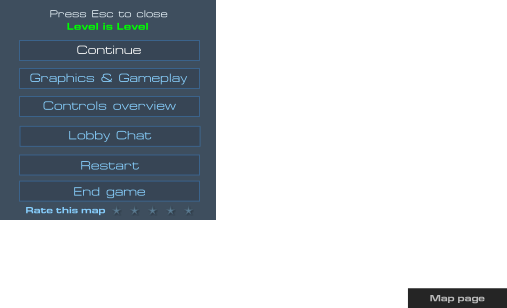 Press Esc to close
Level is Level
Continue
Graphics & Gameplay
Controls overview
Lobby Chat
Restart
End game
Rate this map
Map page